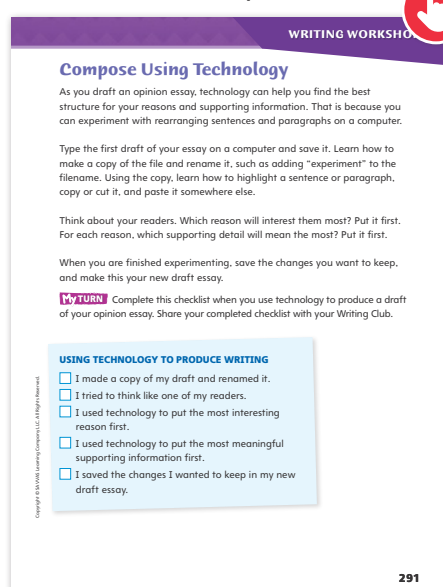 WRITING WORKSHO
Compose Using Technology
As you draft an opinion essay, technology can help you find the best
structure for your reasons and supporting information. That is because you
can experiment with rearranging sentences and paragraphs on a computer.
Type the first draft of your essay on a computer and save it. Learn how to
make a copy of the file and rename it, such as adding “experiment” to the
filename. Using the copy, learn how to highlight a sentence or paragraph,
copy or cut it, and paste it somewhere else.
Think about your readers. Which reason will interest them most? Put it first.
For each reason, which supporting detail will mean the most? Put it first.
When you are finished experimenting, save the changes you want to keep,
and make this your new draft essay.
My TURN Complete this checklist when you use technology to produce a draft
of your opinion essay. Share your completed checklist with your Writing Club.
USING TECHNOLOGY TO PRODUCE WRITING
I made a copy of my draft and renamed it.
I tried to think like one of my readers.
I used technology to put the most interesting
reason first.
I used technology to put the most meaningful
supporting information first.
I saved the changes I wanted to keep in my new
draft essay.
Copyright © SAVVAS Learning Company LLC. All Rights Reserved.
291